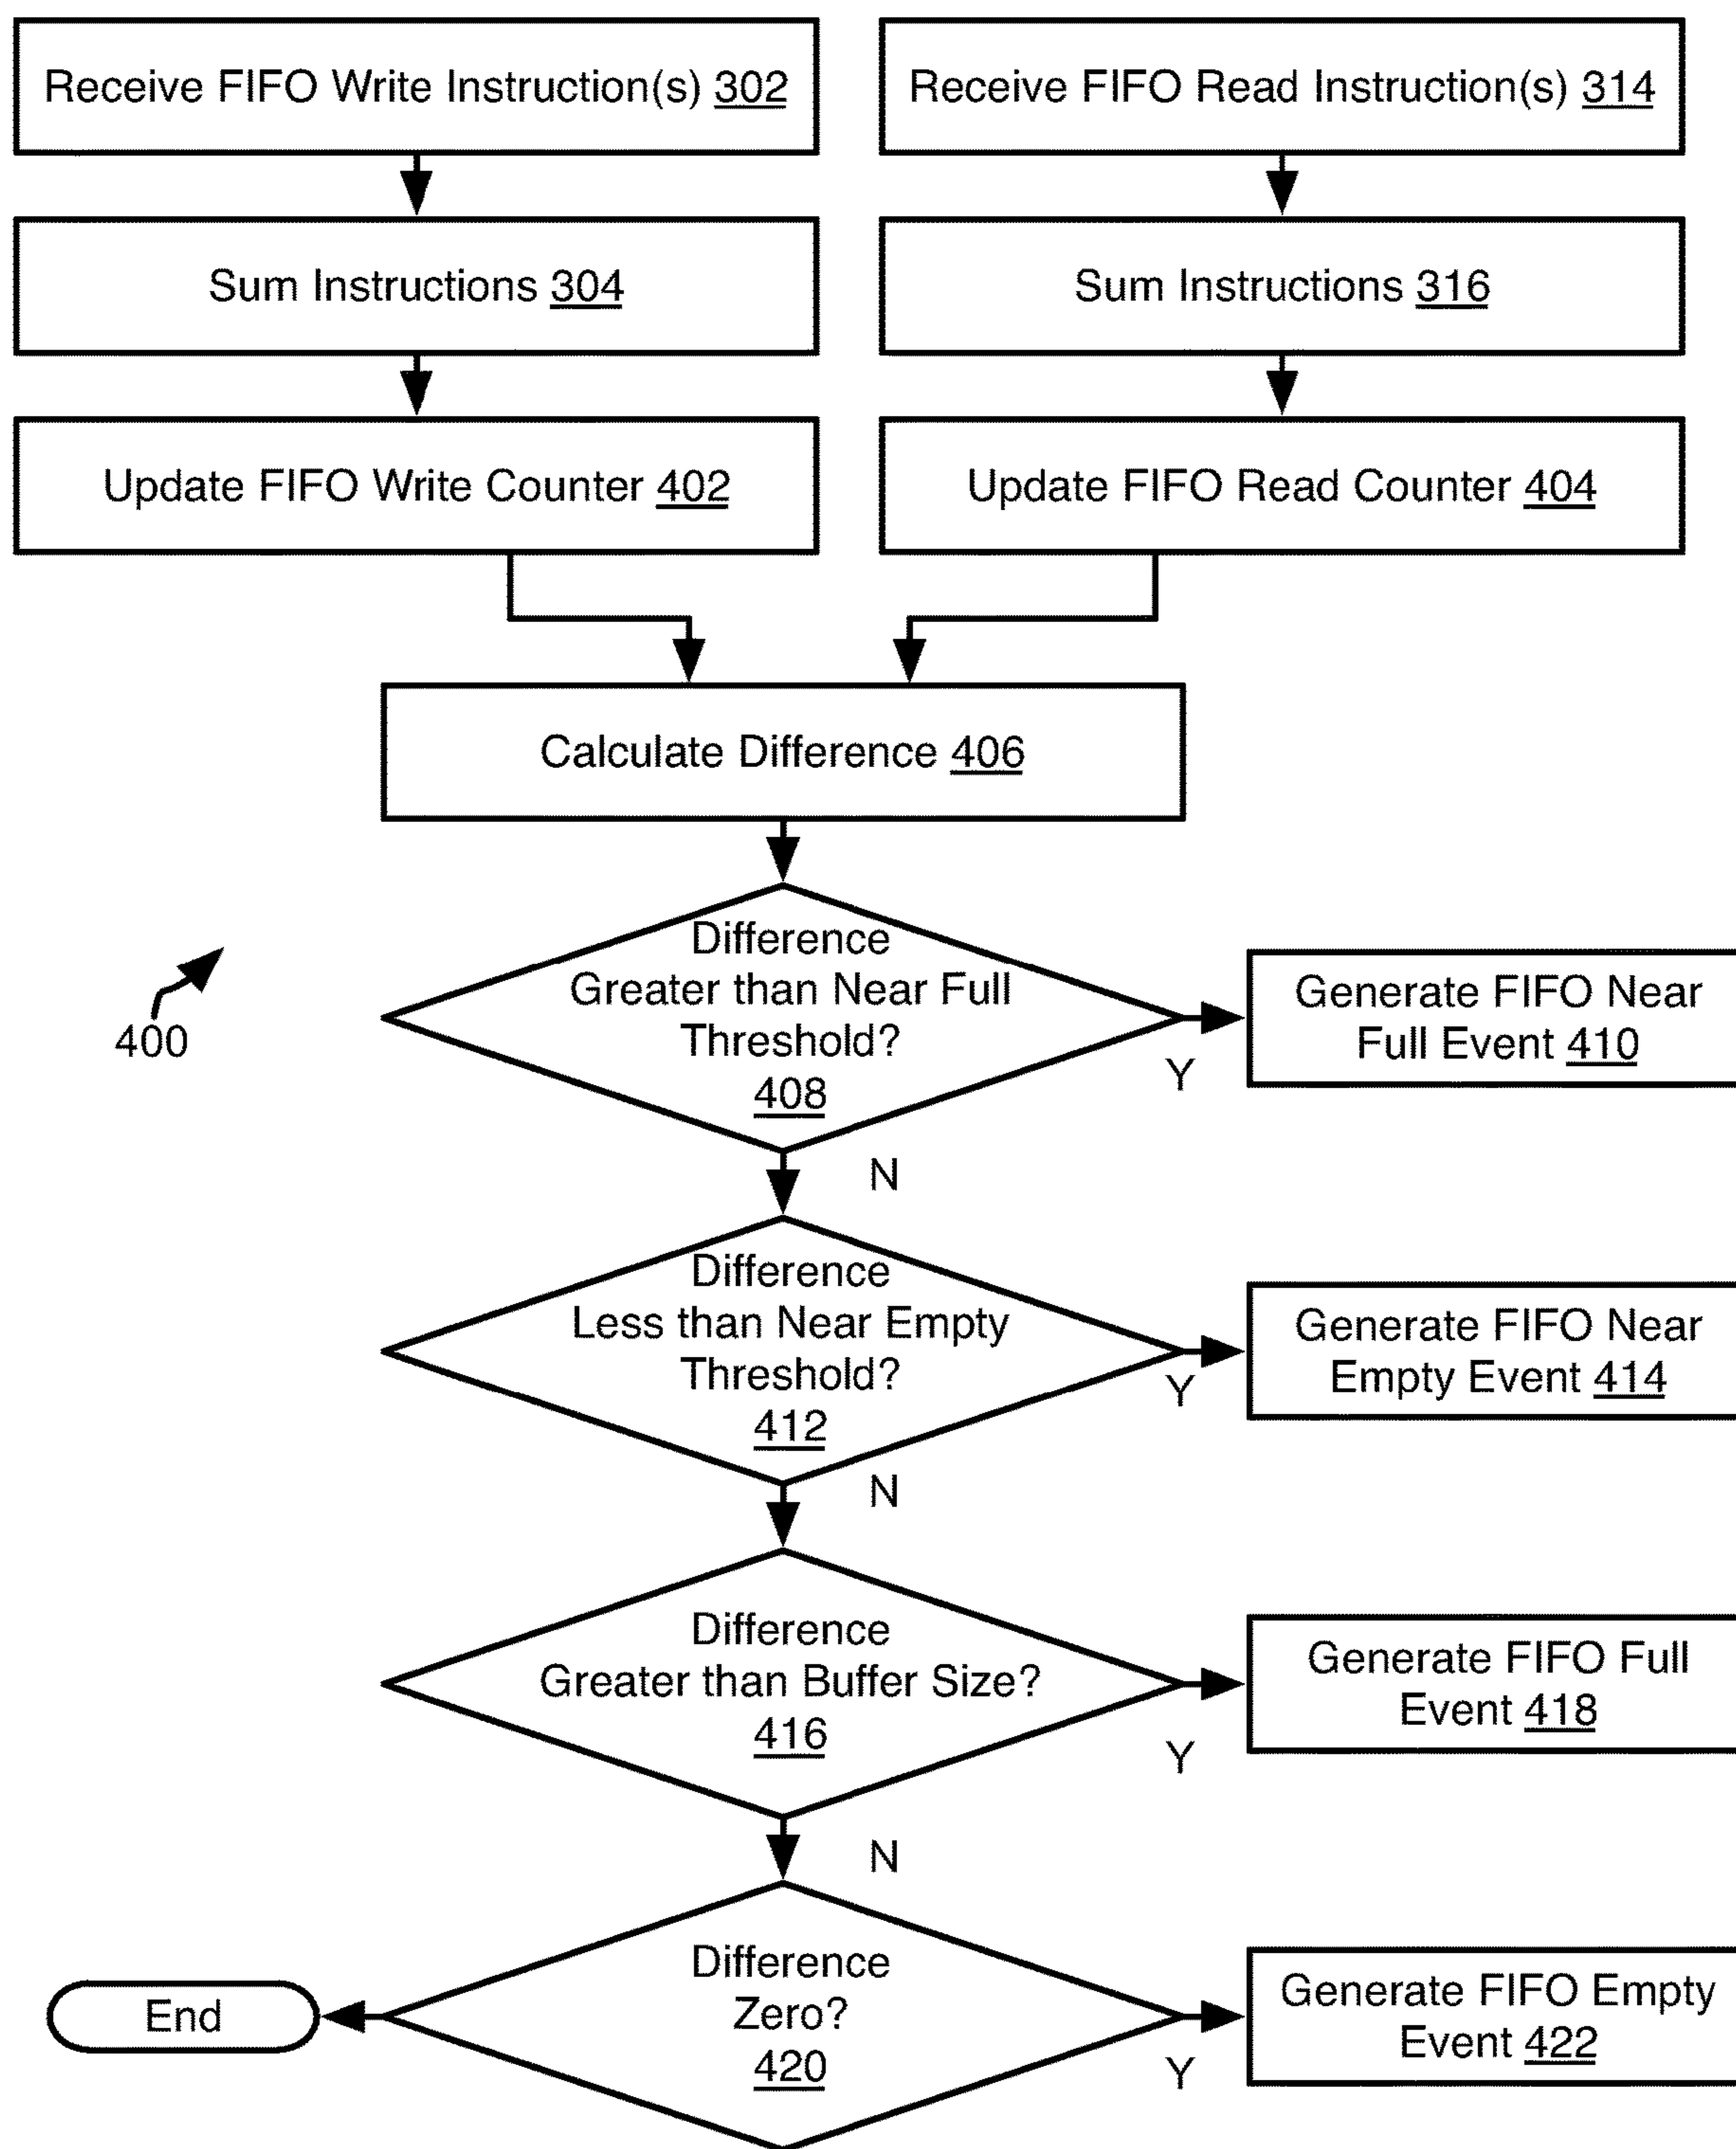 Receive FIFO Write Instruction(s) 302
Receive FIFO Read Instruction(s) 314
Sum Instructions 304
Sum Instructions 316
Update FIFO Write Counter 402
Update FIFO Read Counter 404
Calculate Difference 406
400
Difference
Greater than Near Full
Threshold?
408
Y
Generate FIFO Near
Full Event 410
N
Difference
Less than Near Empty
Threshold?
412
Y
Generate FIFO Near
Empty Event 414
N
Difference
Greater than Buffer Size?
416
Y
Generate FIFO Full
Event 418
N
Difference
Zero?
420
Y
Generate FIFO Empty
Event 422
End